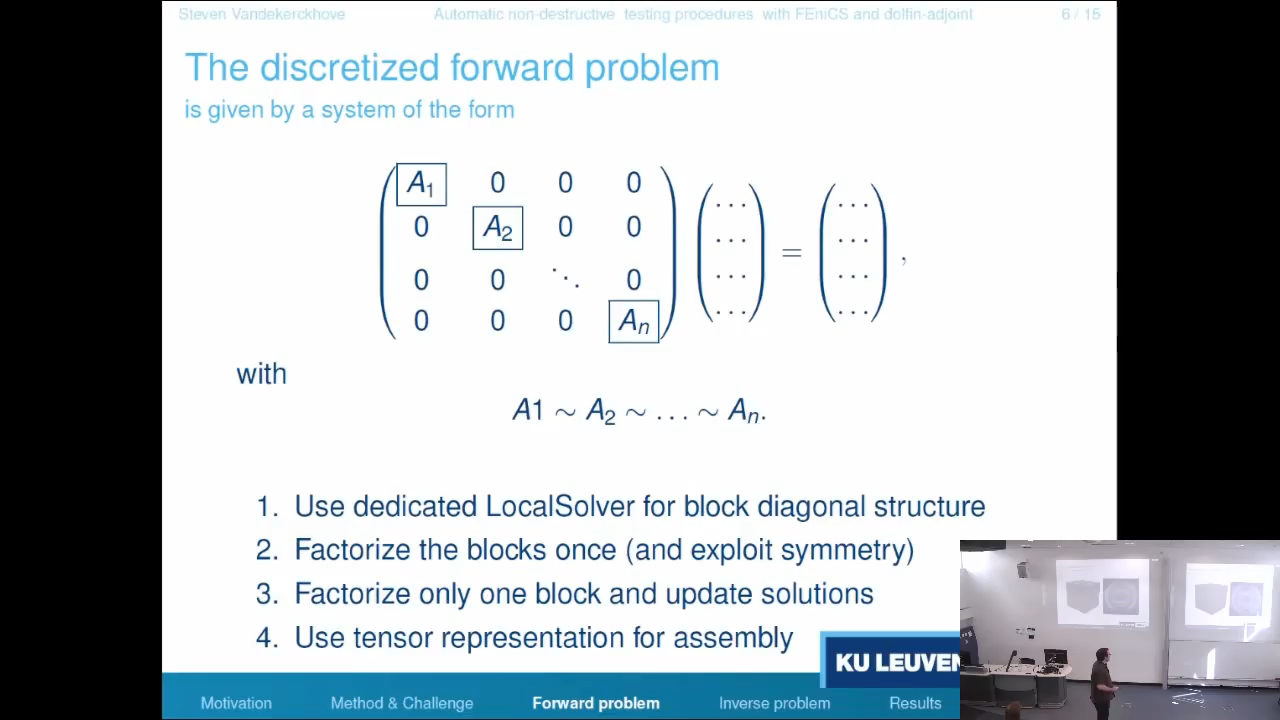 Steven Vandekerckhove Automatic non-destructive testing procedures with FEniCS and dolfin-adjoint 6 / 15
The discretized forward problem
is given by a system of the form
A₁ 0 0 0
0 A₂ 0 0
0 0 ⋱ 0
0 0 0 Aₙ
… … … …
=
… … … …
,
with
A1 ∼ A₂ ∼ … ∼ Aₙ.
1. Use dedicated LocalSolver for block diagonal structure
2. Factorize the blocks once (and exploit symmetry)
3. Factorize only one block and update solutions
4. Use tensor representation for assembly
KU LEUVEN
Motivation Method & Challenge Forward problem Inverse problem Results